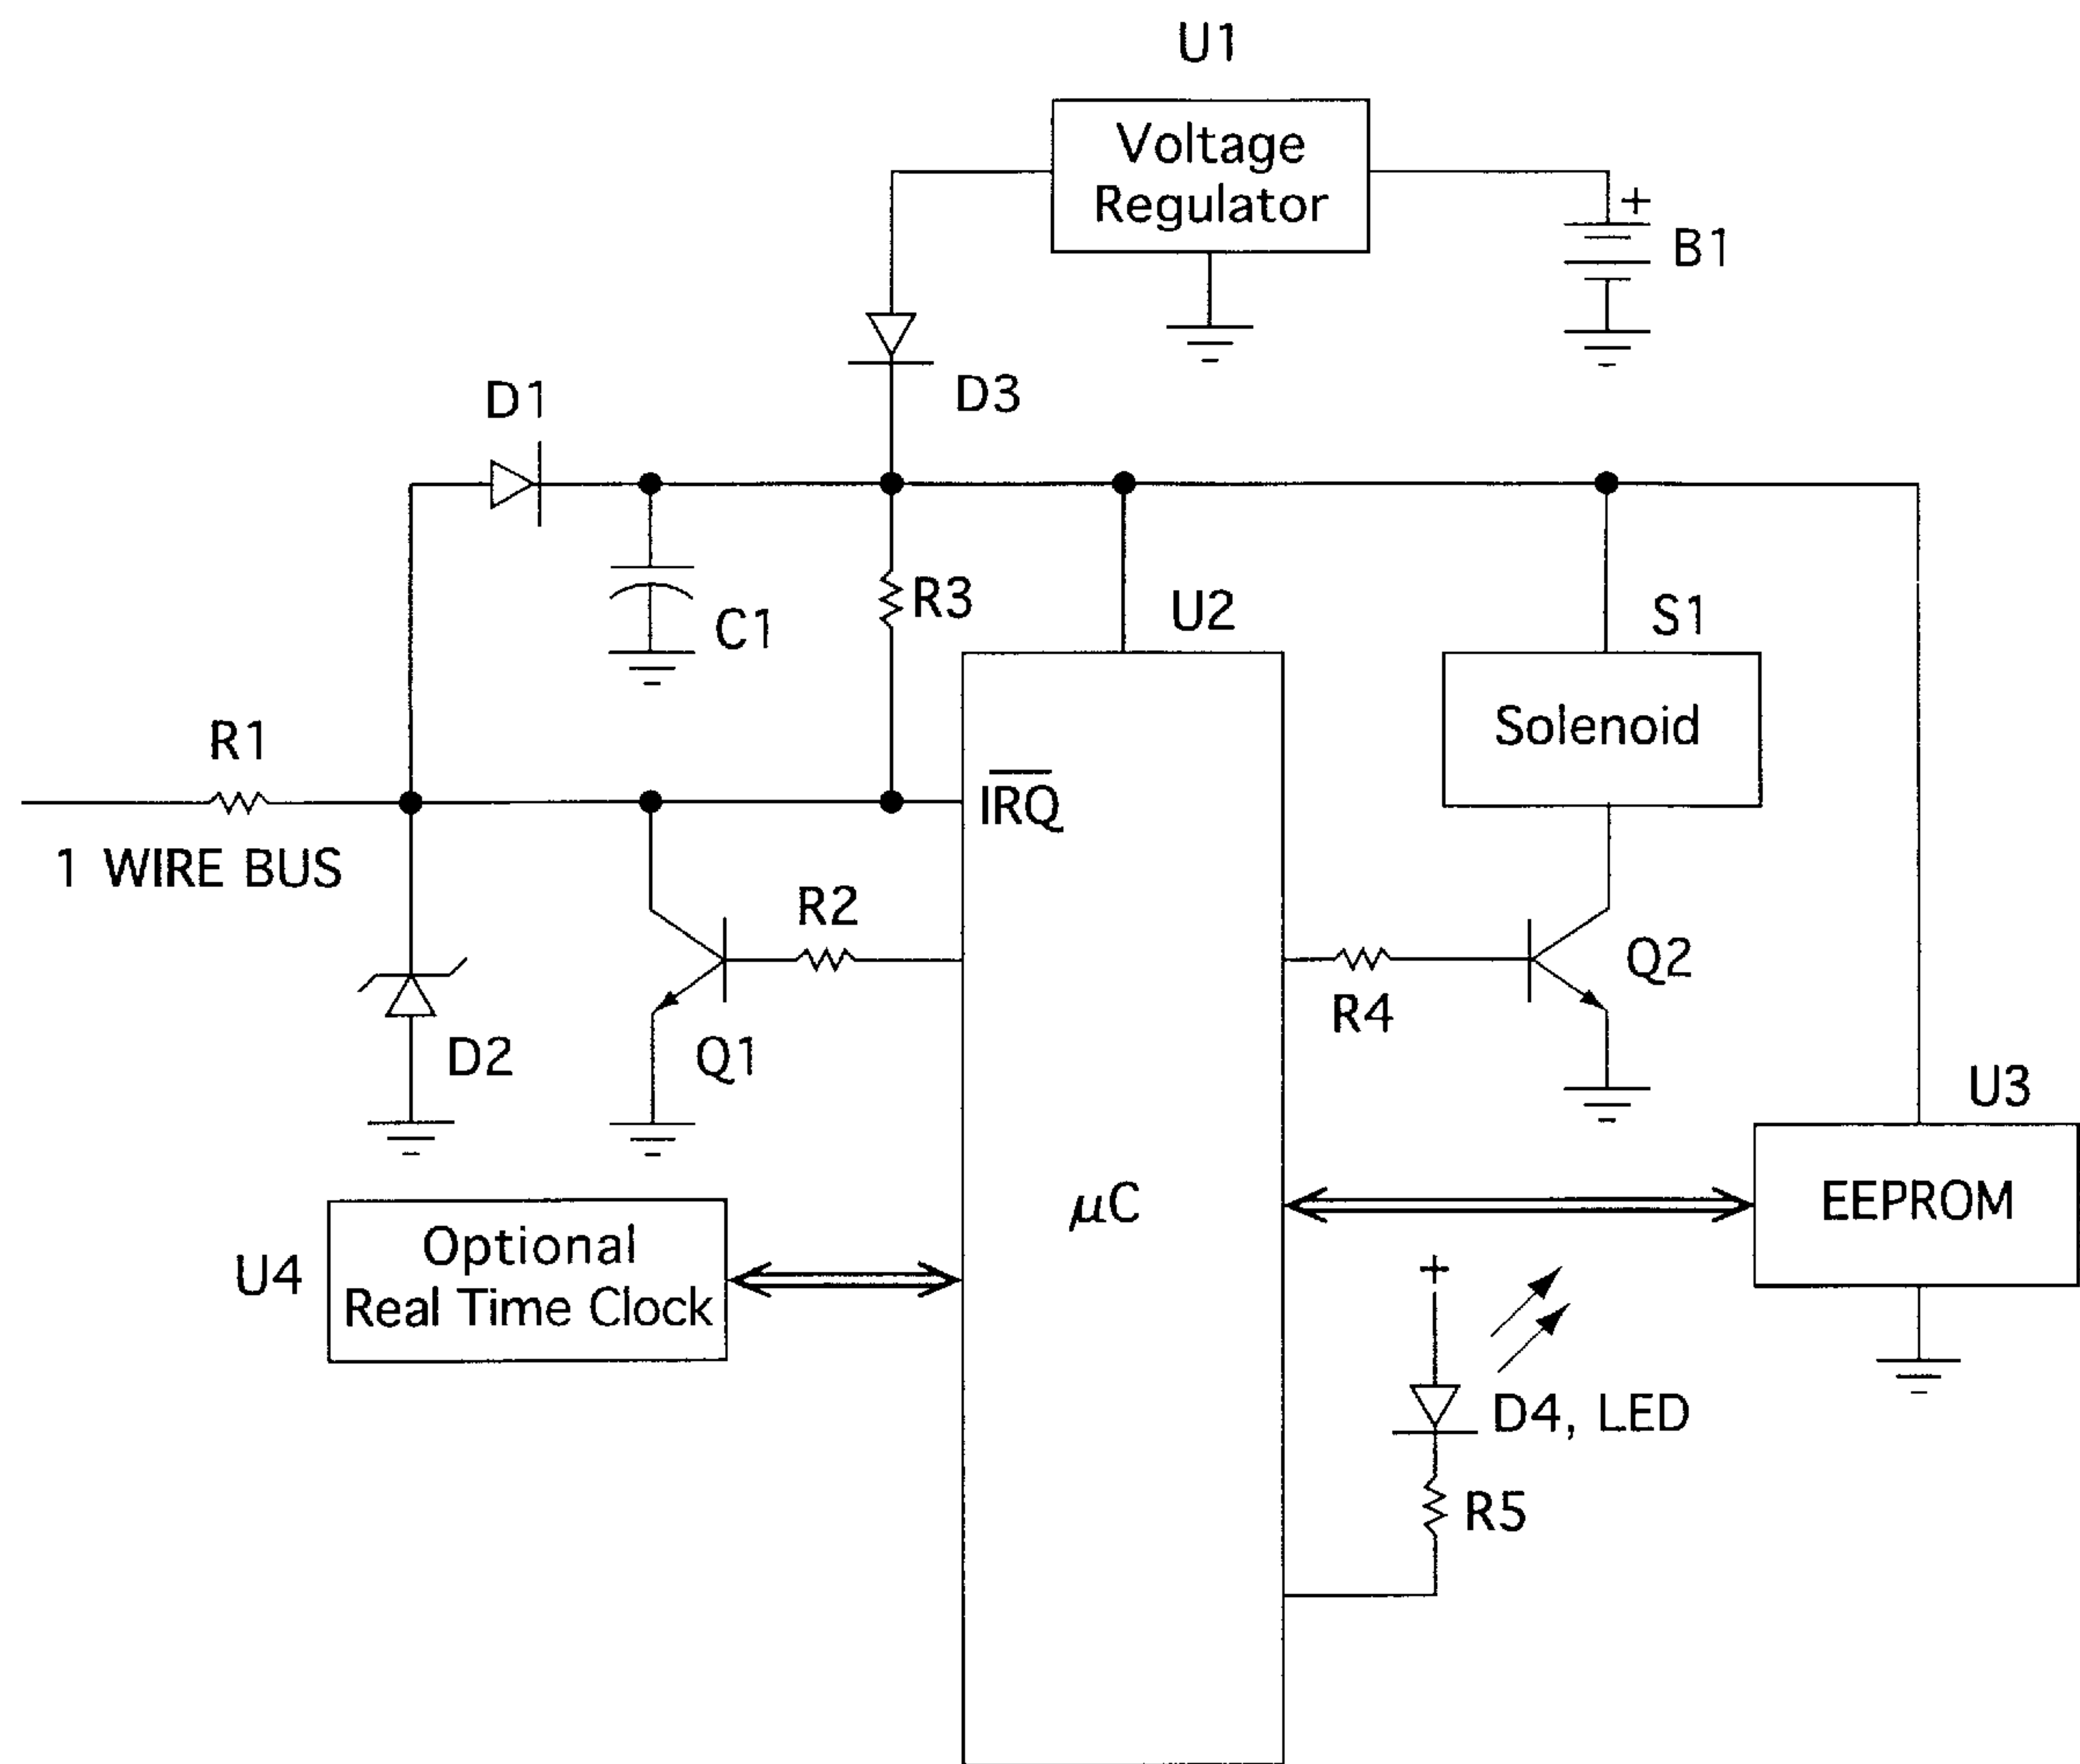 U1
Voltage
Regulator
+
B1
D1
D3
C1
R3
U2
S1
Solenoid
R1
IRQ
1 WIRE BUS
R2
R4
Q2
D2
Q1
U3
μC
EEPROM
U4
Optional
Real Time Clock
+
D4, LED
R5